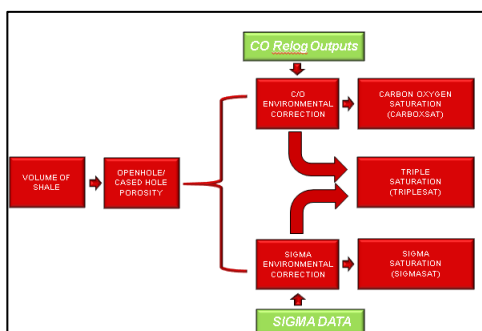 CO Relog Outputs
C/O
ENVIRONMENTAL
CORRECTION
CARBON OXYGEN
SATURATION
(CARBOXSAT)
VOLUME OF
SHALE
OPENHOLE/
CASED HOLE
POROSITY
TRIPLE
SATURATION
(TRIPLESAT)
SIGMA
ENVIRONMENTAL
CORRECTION
SIGMA
SATURATION
(SIGMASAT)
SIGMA DATA